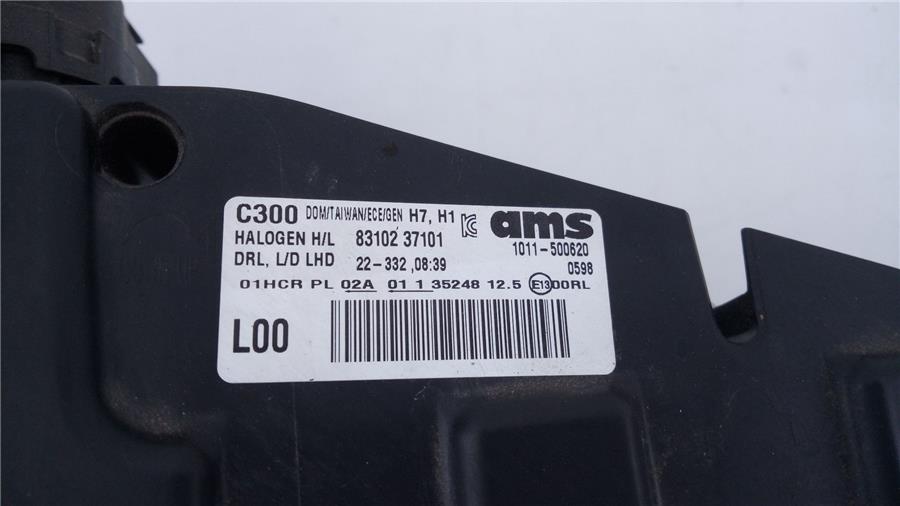 C300 DOM/TAIWAN/ECE/GEN H7, H1 KC ams
HALOGEN H/L 83102 37101 1011-500620
DRL, L/D LHD 22-332 ,08:39 0598
01HCR PL 02A 01 1 35248 12.5 E13 00RL
L00